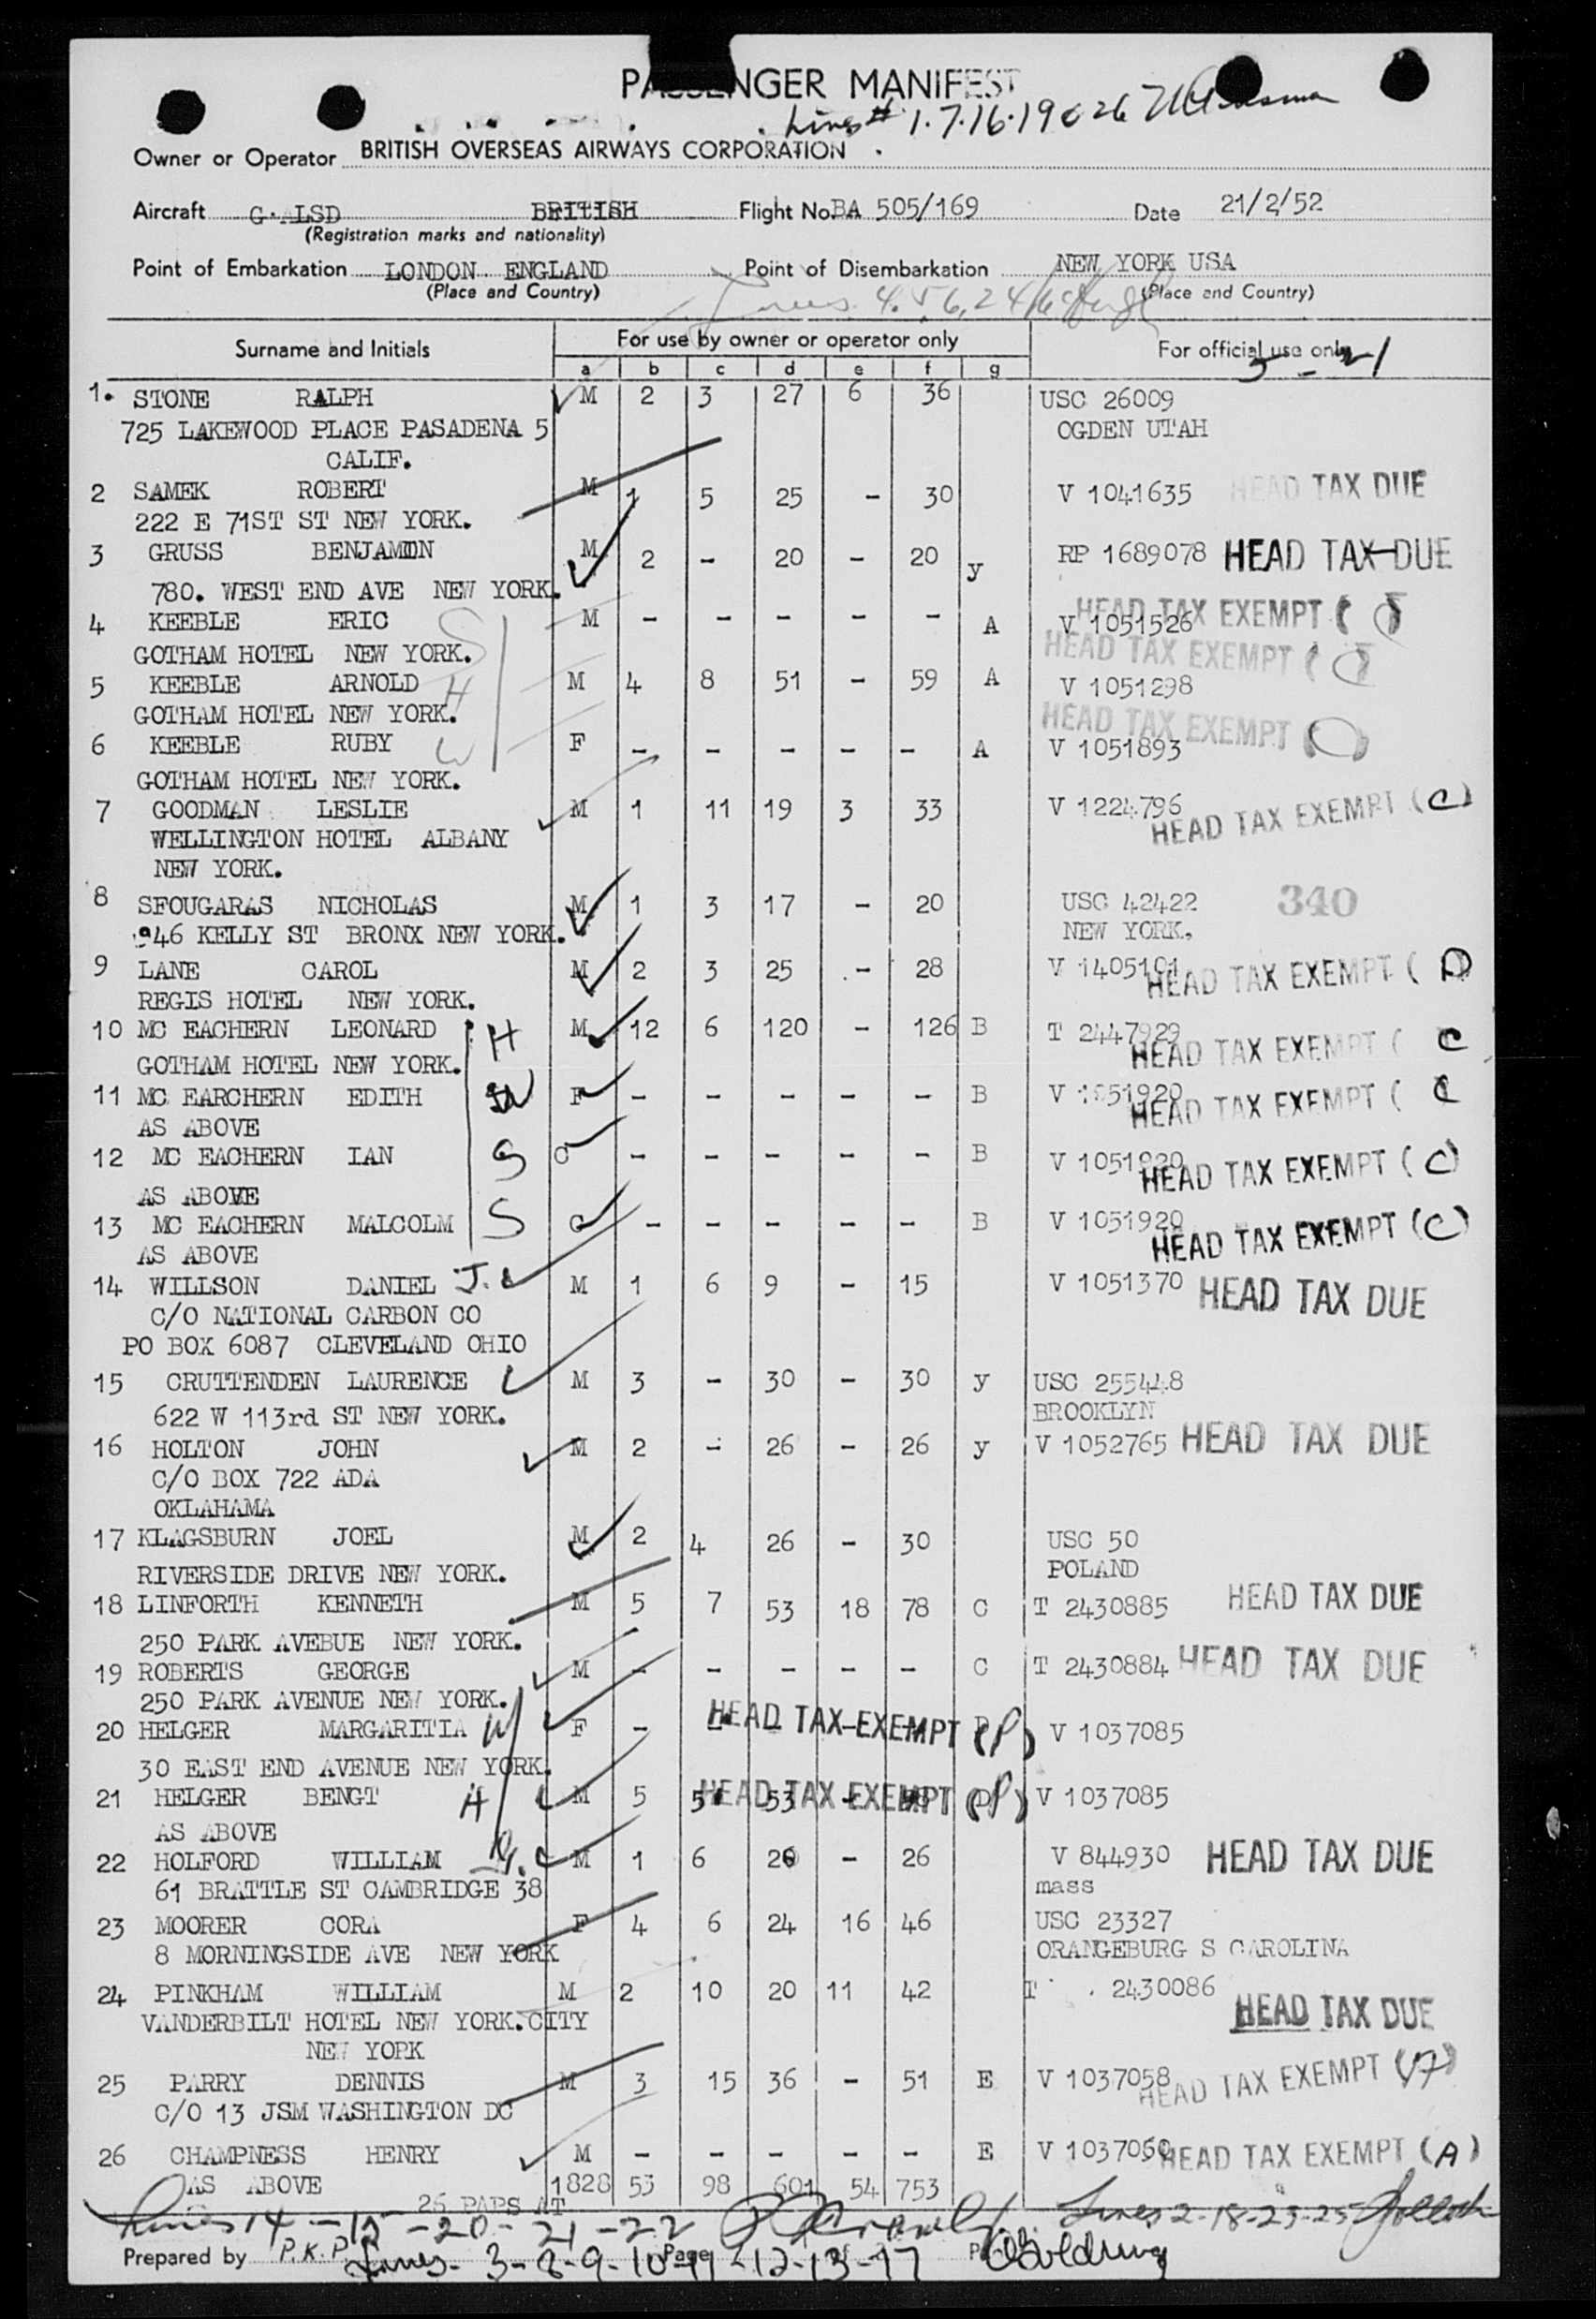 PASSENGER MANIFEST
Lines # 1.7.16.19 & 26
Owner or Operator BRITISH OVERSEAS AIRWAYS CORPORATION
Aircraft G. ALSD BRITISH Flight No. BA 505/169 Date 21/2/52
(Registration marks and nationality)
Point of Embarkation LONDON. ENGLAND Point of Disembarkation NEW YORK USA
(Place and Country) (Place and Country)
Lines 4.5 6,24
Surname and Initials For use by owner or operator only For official use only
a b c d e f g
1. STONE RALPH M 2 3 27 6 36 USC 26009
725 LAKEWOOD PLACE PASADENA 5 OGDEN UTAH
CALIF.
2 SAMEK ROBERT M 1 5 25 - 30 V 1041635 HEAD TAX DUE
222 E 71ST ST NEW YORK.
3 GRUSS BENJAMIN M 2 - 20 - 20 y RP 1689078 HEAD TAX DUE
780. WEST END AVE NEW YORK.
4 KEEBLE ERIC S M - - - - - A V 1051526 HEAD TAX EXEMPT (
GOTHAM HOTEL NEW YORK. HEAD TAX EXEMPT (
5 KEEBLE ARNOLD H M 4 8 51 - 59 A V 1051298
GOTHAM HOTEL NEW YORK. HEAD TAX EXEMPT
6 KEEBLE RUBY W F - - - - - A V 1051893
GOTHAM HOTEL NEW YORK.
7 GOODMAN LESLIE M 1 11 19 3 33 V 1224796
WELLINGTON HOTEL ALBANY HEAD TAX EXEMPT (C)
NEW YORK.
8 SFOUGARAS NICHOLAS M 1 3 17 - 20 USC 42422 340
946 KELLY ST BRONX NEW YORK. NEW YORK.
9 LANE CAROL M 2 3 25 - 28 V 1405101 HEAD TAX EXEMPT ( D
REGIS HOTEL NEW YORK.
10 MC EACHERN LEONARD H M 12 6 120 - 126 B T 2447929
GOTHAM HOTEL NEW YORK. HEAD TAX EXEMPT ( C
11 MC EARCHERN EDITH W F - - - - - B V 1051920
AS ABOVE HEAD TAX EXEMPT ( C
12 MC EACHERN IAN S C - - - - - B V 1051920 HEAD TAX EXEMPT (C)
AS ABOVE
13 MC EACHERN MALCOLM S C - - - - - B V 1051920
AS ABOVE HEAD TAX EXEMPT (C)
14 WILLSON DANIEL J. M 1 6 9 - 15 V 1051370 HEAD TAX DUE
C/O NATIONAL CARBON CO
PO BOX 6087 CLEVELAND OHIO
15 CRUTTENDEN LAURENCE M 3 - 30 - 30 y USC 255448
622 W 113rd ST NEW YORK. BROOKLYN
16 HOLTON JOHN M 2 - 26 - 26 y V 1052765 HEAD TAX DUE
C/O BOX 722 ADA
OKLAHAMA
17 KLAGSBURN JOEL M 2 4 26 - 30 USC 50
RIVERSIDE DRIVE NEW YORK. POLAND
18 LINFORTH KENNETH M 5 7 53 18 78 C T 2430885 HEAD TAX DUE
250 PARK AVEBUE NEW YORK.
19 ROBERTS GEORGE M - - - - - C T 2430884 HEAD TAX DUE
250 PARK AVENUE NEW YORK.
20 HELGER MARGARITIA W F - HEAD TAX EXEMPT (P) V 1037085
30 EAST END AVENUE NEW YORK.
21 HELGER BENGT H M 5 5 53 - HEAD TAX EXEMPT (P) V 1037085
AS ABOVE
22 HOLFORD WILLIAM M 1 6 20 - 26 V 844930 HEAD TAX DUE
61 BRATTLE ST CAMBRIDGE 38 mass
23 MOORER CORA F 4 6 24 16 46 USC 23327
8 MORNINGSIDE AVE NEW YORK ORANGEBURG S CAROLINA
24 PINKHAM WILLIAM M 2 10 20 11 42 T 2430086
VANDERBILT HOTEL NEW YORK. CITY HEAD TAX DUE
NEW YORK
25 PARRY DENNIS M 3 15 36 - 51 E V 1037058
C/O 13 JSM WASHINGTON DC HEAD TAX EXEMPT
26 CHAMPNESS HENRY M - - - - - E V 1037060 HEAD TAX EXEMPT (A)
AS ABOVE 1828 53 98 601 54 753
26 PAPS AT
Lines 14-15-20-21-22 Lines 2-18-23-25
Prepared by P.K.P Page
Lines- 3-8-9-10-11-12-13-17